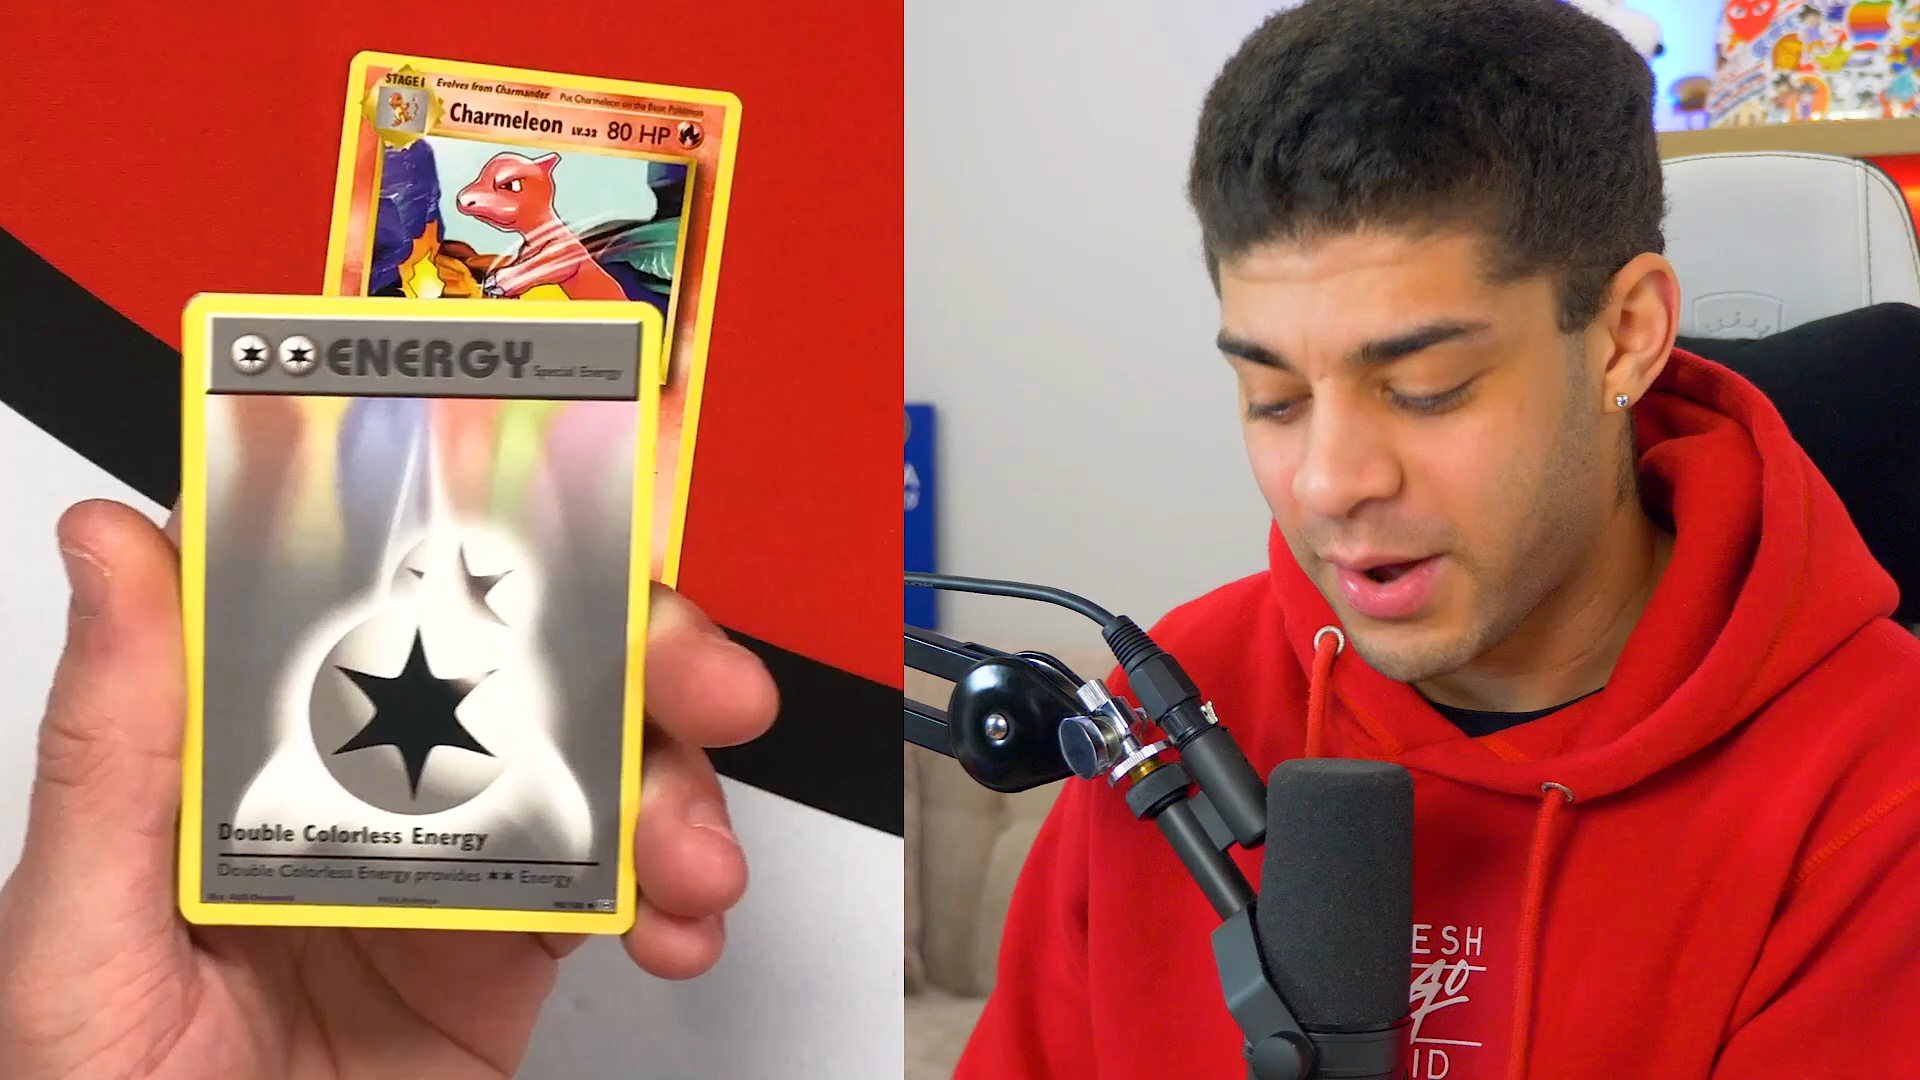 STAGE 1 Evolves from Charmander Put Charmeleon on the Basic Pokémon
Charmeleon LV.32 80 HP
ENERGY Special Energy
Double Colorless Energy
Double Colorless Energy provides ** Energy
ESH
GO
ID
A